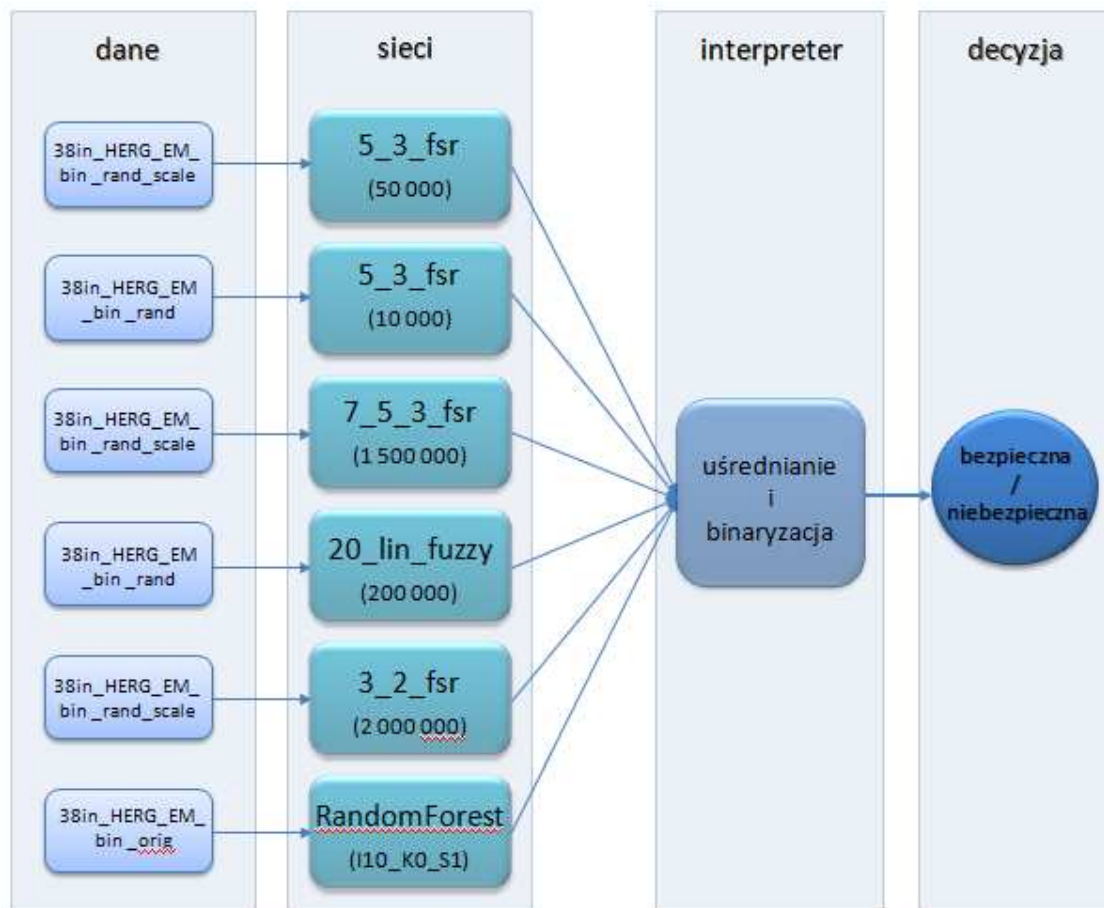 dane
sieci
interpreter
decyzja
38in_HERG_EM_
bin _rand_scale
5_3_fsr
(50 000)
38in_HERG_EM
_bin _rand
5_3_fsr
(10 000)
38in_HERG_EM_
bin _rand_scale
7_5_3_fsr
(1 500 000)
38in_HERG_EM
_bin _rand
20_lin_fuzzy
(200 000)
38in_HERG_EM_
bin _rand_scale
3_2_fsr
(2 000 000)
38in_HERG_EM_
bin _orig
RandomForest
(I10_K0_S1)
uśrednianie
i
binaryzacja
bezpieczna
/
niebezpieczna